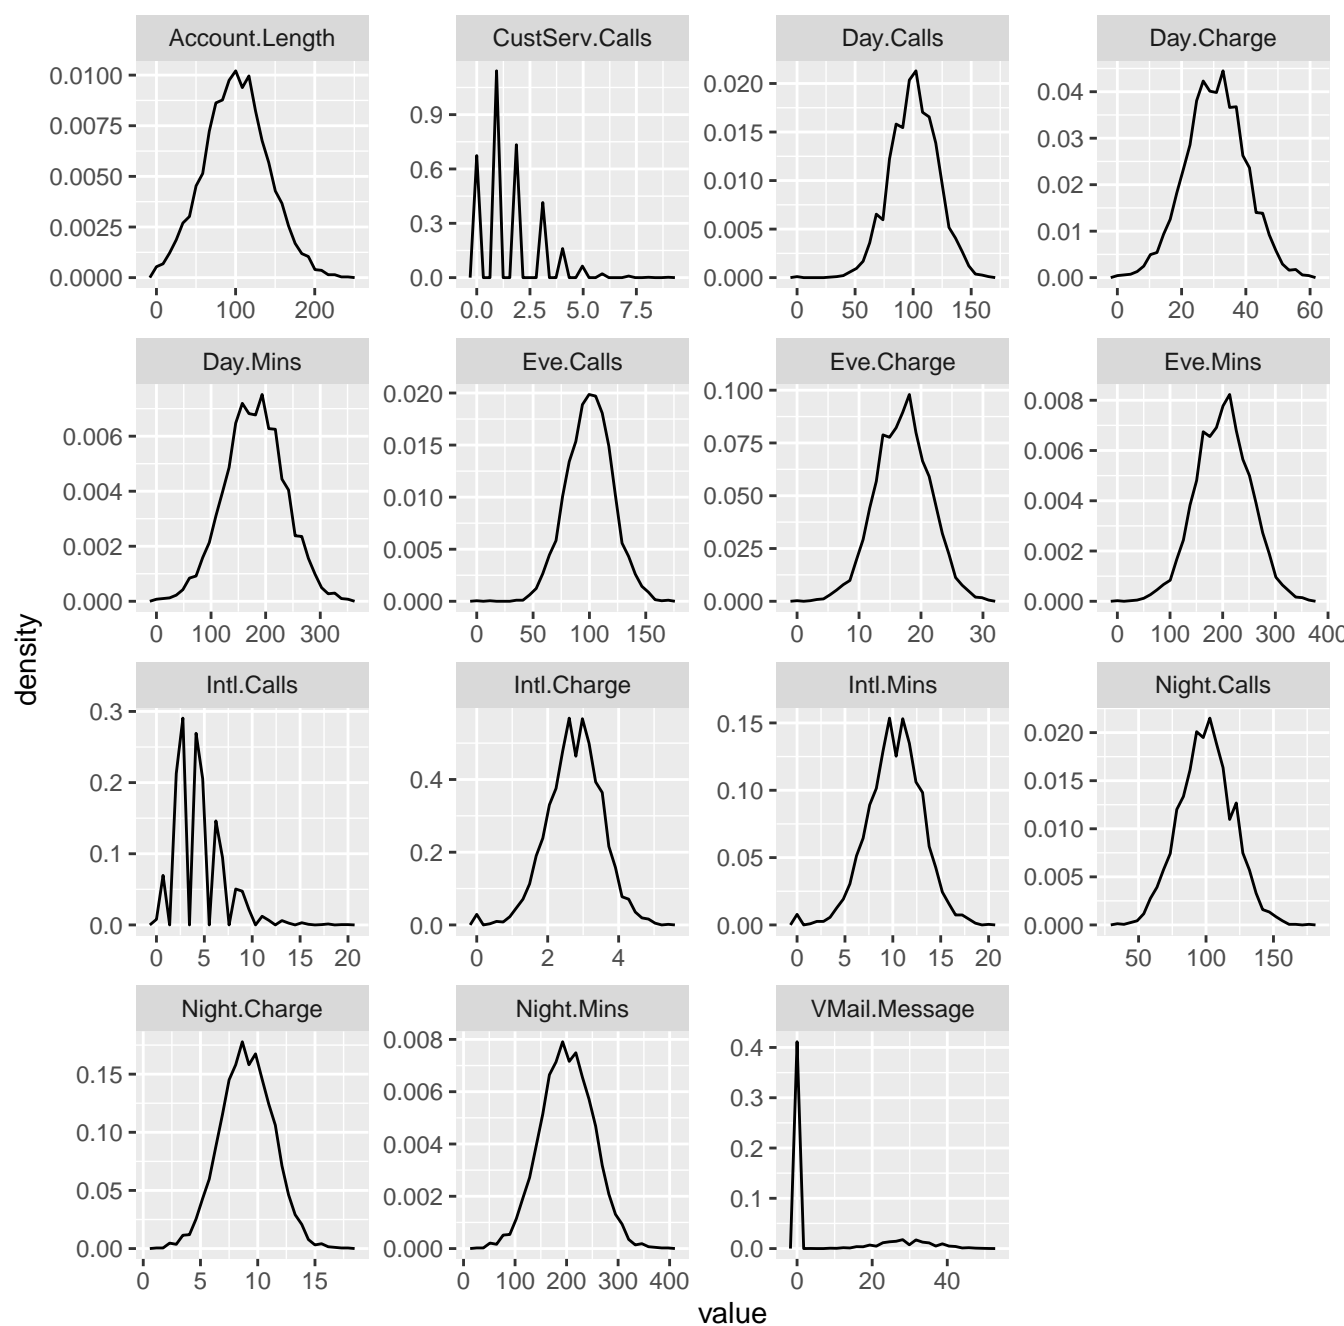 Account.Length CustServ.Calls Day.Calls Day.Charge
0.0100 0.0075 0.0050 0.0025 0.0000
0.9 0.6 0.3 0.0
0.020 0.015 0.010 0.005 0.000
0.04 0.03 0.02 0.01 0.00
0 100 200
0.0 2.5 5.0 7.5
0 50 100 150
0 20 40 60
Day.Mins Eve.Calls Eve.Charge Eve.Mins
0.006 0.004 0.002 0.000
0.020 0.015 0.010 0.005 0.000
0.100 0.075 0.050 0.025 0.000
0.008 0.006 0.004 0.002 0.000
0 100 200 300
0 50 100 150
0 10 20 30
0 100 200 300 400
density
Intl.Calls Intl.Charge Intl.Mins Night.Calls
0.3 0.2 0.1 0.0
0.4 0.2 0.0
0.15 0.10 0.05 0.00
0.020 0.015 0.010 0.005 0.000
0 5 10 15 20
0 2 4
0 5 10 15 20
50 100 150
Night.Charge Night.Mins VMail.Message
0.15 0.10 0.05 0.00
0.008 0.006 0.004 0.002 0.000
0.4 0.3 0.2 0.1 0.0
0 5 10 15
0 100 200 300 400
0 20 40
value